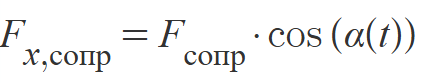 F_{x,сопр} = F_{сопр} · cos (α(t))